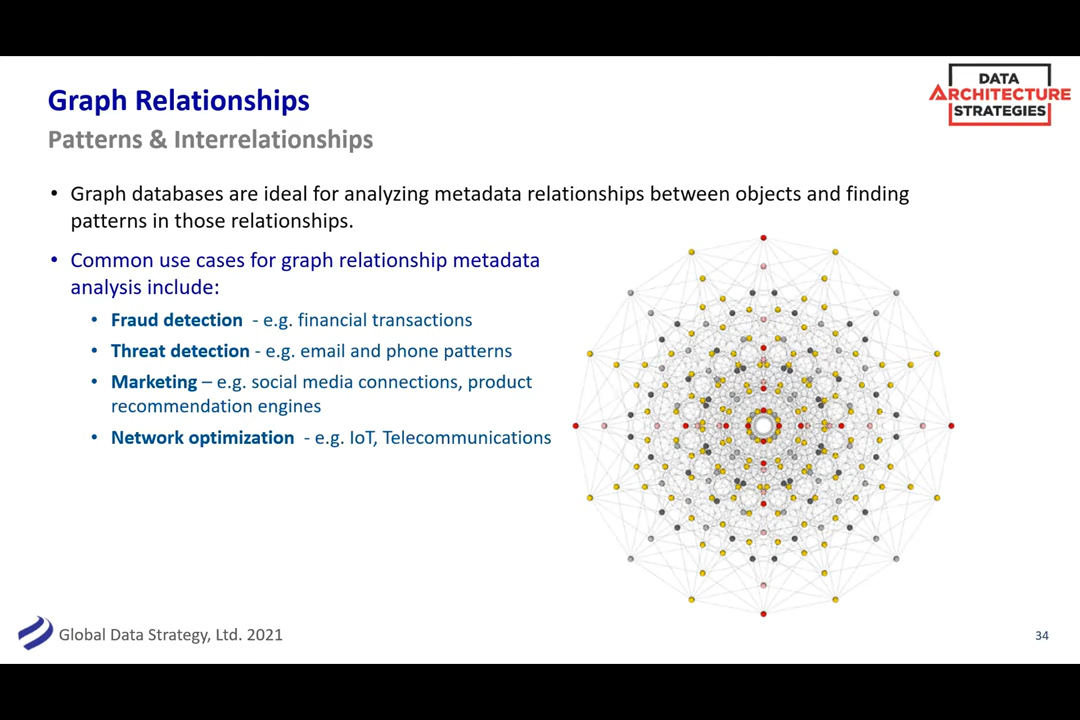 Graph Relationships
Patterns & Interrelationships
DATA
ARCHITECTURE
STRATEGIES
• Graph databases are ideal for analyzing metadata relationships between objects and finding
patterns in those relationships.
• Common use cases for graph relationship metadata
analysis include:
• Fraud detection - e.g. financial transactions
• Threat detection - e.g. email and phone patterns
• Marketing – e.g. social media connections, product
recommendation engines
• Network optimization - e.g. IoT, Telecommunications
Global Data Strategy, Ltd. 2021
34